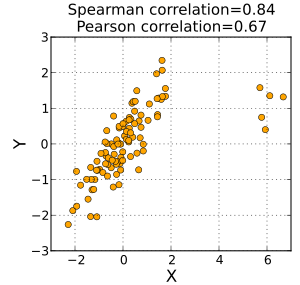 Spearman correlation=0.84
Pearson correlation=0.67
3
2
1
0
−1
−2
−3
Y
−2 0 2 4 6
X